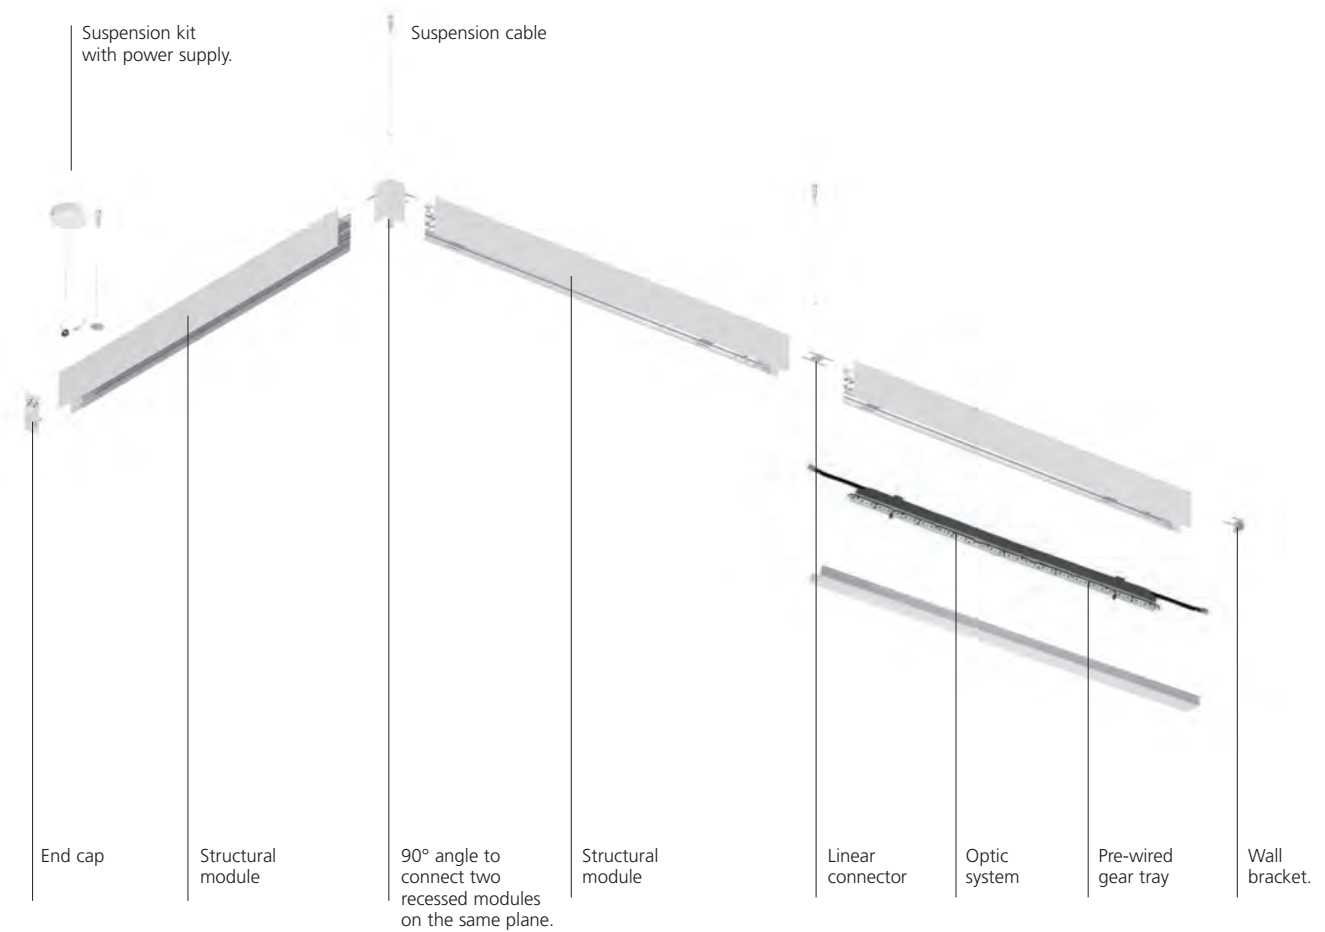 Suspension kit
with power supply.
Suspension cable
End cap
Structural
module
90° angle to
connect two
recessed modules
on the same plane.
Structural
module
Linear
connector
Optic
system
Pre-wired
gear tray
Wall
bracket.